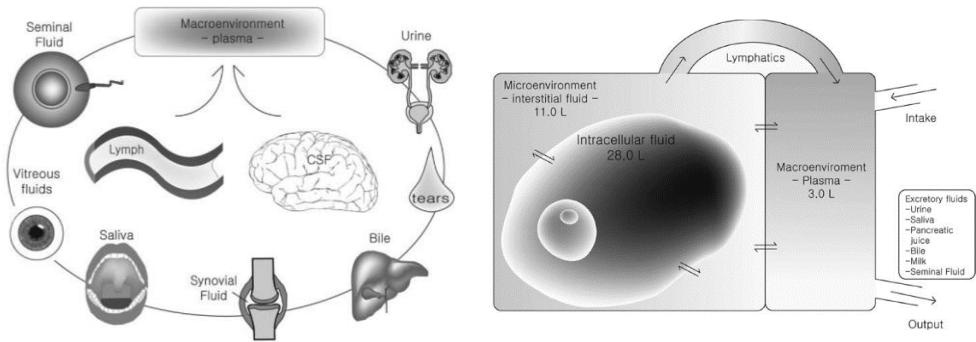 Macroenvironment
– plasma –
Seminal
Fluid
Urine
Lymph
CSF
Vitreous
fluids
tears
Saliva
Synovial
Fluid
Bile
Lymphatics
Microenvironment
– interstitial fluid –
11.0 L
Intracellular fluid
28.0 L
Macroenviroment
– Plasma –
3.0 L
Intake
Excretory fluids
–Urine
–Saliva
–Pancreatic
juice
–Bile
–Milk
–Seminal Fluid
Output